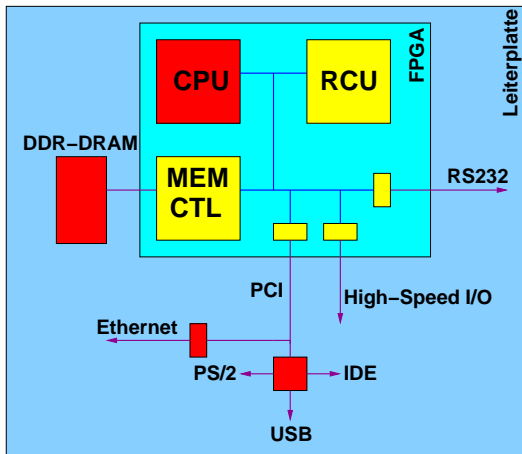 CPU
RCU
FPGA
Leiterplatte
DDR-DRAM
MEM
CTL
RS232
PCI
High-Speed I/O
Ethernet
PS/2
IDE
USB